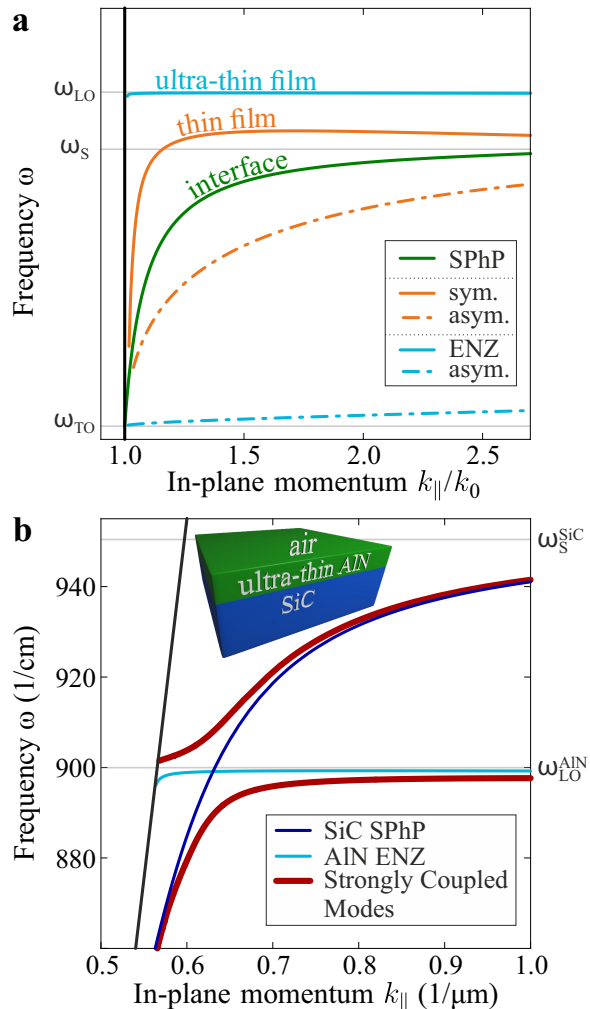 a
ω_LO
ultra-thin film
thin film
ω_S
interface
Frequency ω
SPhP
sym.
asym.
ENZ
asym.
ω_TO
1.0 1.5 2.0 2.5
In-plane momentum k_∥/k_0
b
ω_S^SiC
air
ultra-thin AlN
SiC
940
920
900
880
Frequency ω (1/cm)
ω_LO^AlN
SiC SPhP
AlN ENZ
Strongly Coupled
Modes
0.5 0.6 0.7 0.8 0.9 1.0
In-plane momentum k_∥ (1/μm)